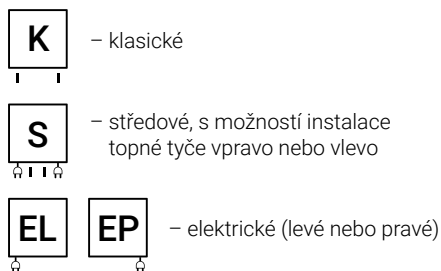 K – klasické
S – středové, s možností instalace
topné tyče vpravo nebo vlevo
EL EP – elektrické (levé nebo pravé)